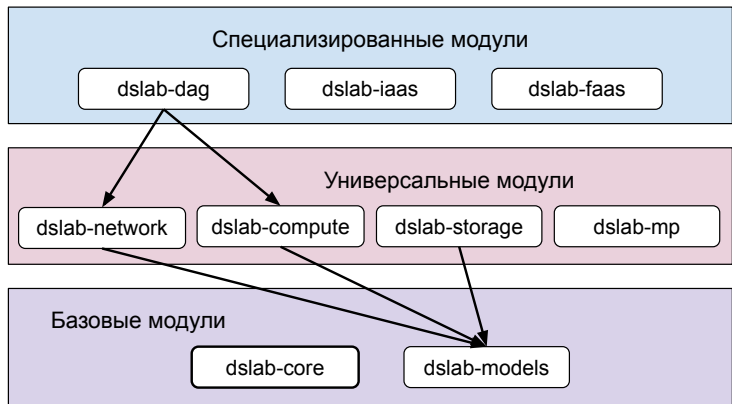 Специализированные модули
dslab-dag
dslab-iaas
dslab-faas
Универсальные модули
dslab-network
dslab-compute
dslab-storage
dslab-mp
Базовые модули
dslab-core
dslab-models